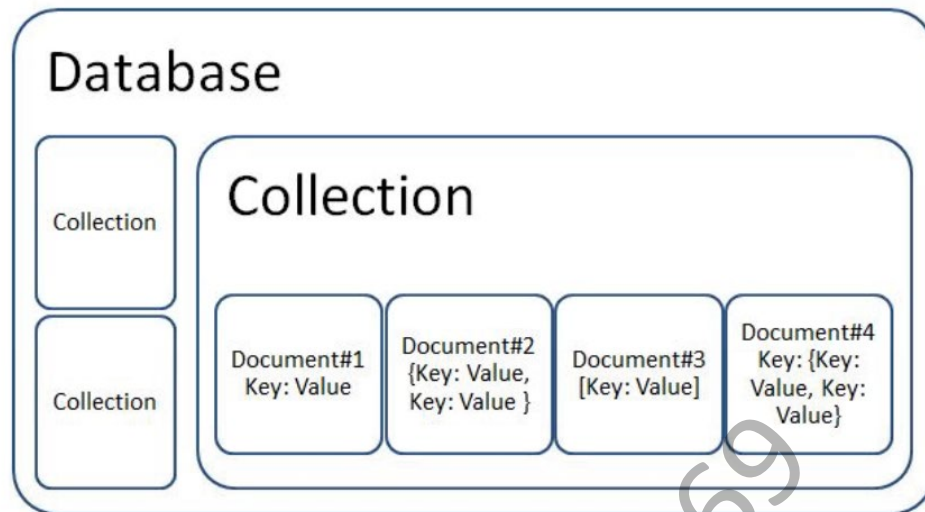 Database
Collection
Collection
Collection
Document#1
Key: Value
Document#2
{Key: Value,
Key: Value }
Document#3
[Key: Value]
Document#4
Key: {Key:
Value, Key:
Value}
69